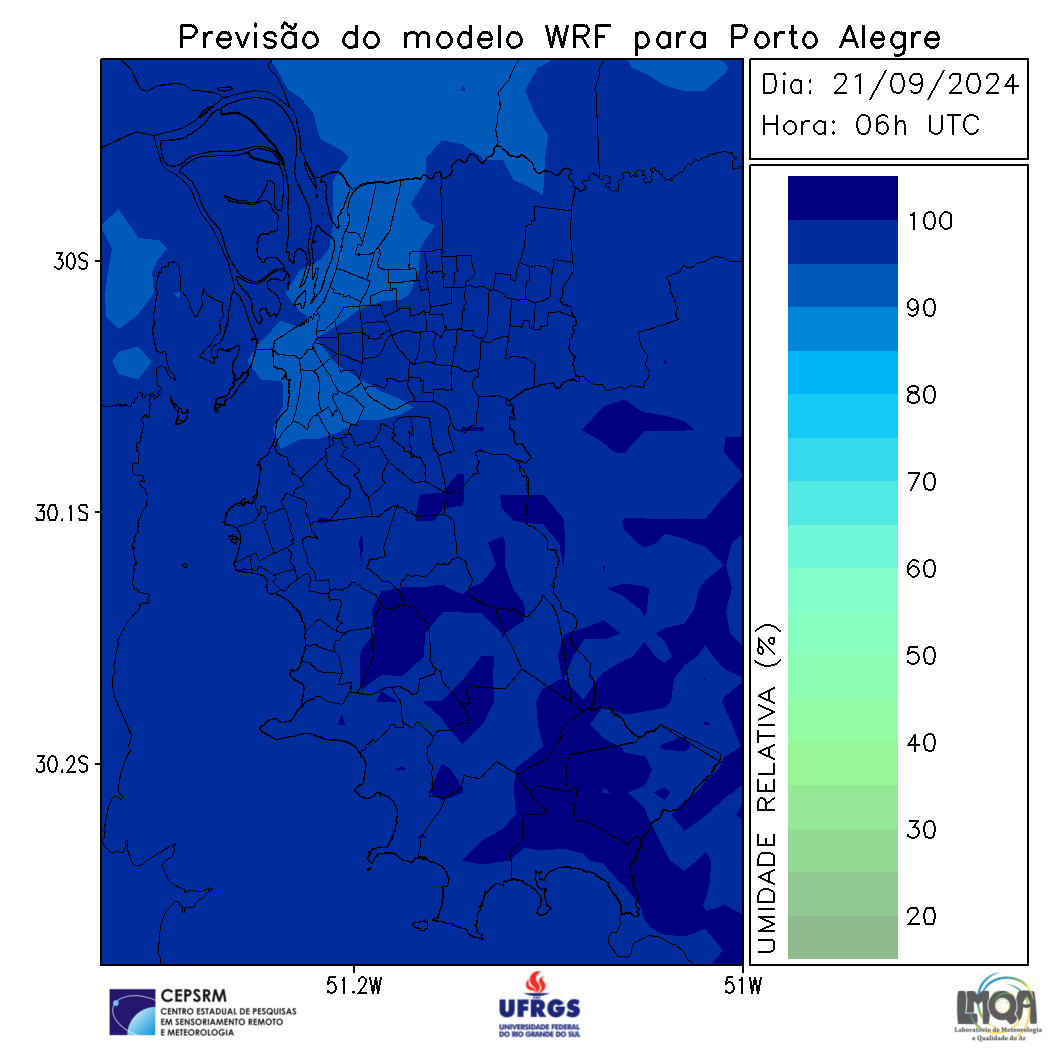 Previsão do modelo WRF para Porto Alegre
Dia: 21/09/2024
Hora: 06h UTC
30S
30.1S
30.2S
51.2W
51W
100
90
80
70
60
50
40
30
20
UMIDADE RELATIVA (%)
CEPSRM
CENTRO ESTADUAL DE PESQUISAS
EM SENSORIAMENTO REMOTO
E METEOROLOGIA
UFRGS
UNIVERSIDADE FEDERAL
DO RIO GRANDE DO SUL
LMQA
Laboratório de Meteorologia
e Qualidade do Ar